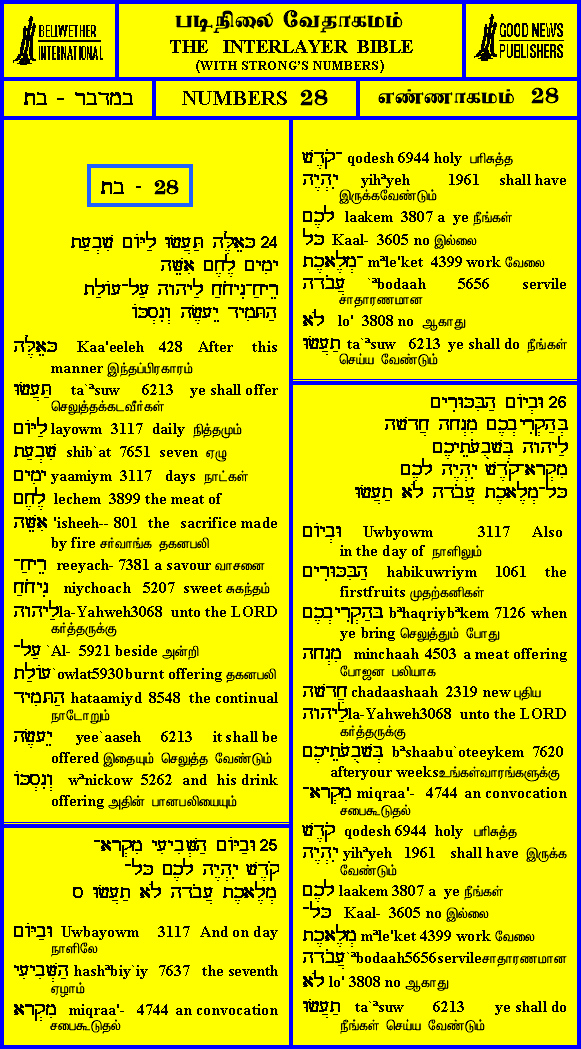 BELLWETHER
INTERNATIONAL
படிநிலை வேதாகமம்
THE INTERLAYER BIBLE
(WITH STRONG'S NUMBERS)
GOOD NEWS
PUBLISHERS
במדבר - כח
NUMBERS 28
எண்ணாகமம் 28
כח - 28
24 כָּאֵלֶּה תַּעֲשׂוּ לַיּוֹם שִׁבְעַת
יָמִים לֶחֶם אִשֵּׁה
רֵיחַ־נִיחֹחַ לַיהוָה עַל־עוֹלַת
הַתָּמִיד יֵעָשֶׂה וְנִסְכּוֹ
כָּאֵלֶּה Kaa'eeleh 428 After this
manner இந்தப்பிரகாரம்
תַּעֲשׂוּ ta`ªsuw 6213 ye shall offer
செலுத்தக்கடவீர்கள்
לַיּוֹם layowm 3117 daily நித்தமும்
שִׁבְעַת shib`at 7651 seven ஏழு
יָמִים yaamiym 3117 days நாட்கள்
לֶחֶם lechem 3899 the meat of
אִשֵּׁה 'isheeh-- 801 the sacrifice made
by fire சர்வாங்க தகனபலி
רֵיחַ־ reeyach- 7381 a savour வாசனை
נִיחֹחַ niychoach 5207 sweet சுகந்தம்
לַיהוָה la-Yahweh3068 unto the LORD
கர்த்தருக்கு
עַל־ `Al- 5921 beside அன்றி
עוֹלַת `owlat5930burnt offering தகனபலி
הַתָּמִיד hataamiyd 8548 the continual
நாடோறும்
יֵעָשֶׂה yee`aaseh 6213 it shall be
offered இதையும் செலுத்த வேண்டும்
וְנִסְכּוֹ wªnickow 5262 and his drink
offering அதின் பானபலியையும்
25 וּבַיּוֹם הַשְּׁבִיעִי מִקְרָא־
קֹדֶשׁ יִהְיֶה לָכֶם כָּל־
מְלֶאכֶת עֲבֹדָה לֹא תַעֲשׂוּ ס
וּבַיּוֹם Uwbayowm 3117 And on day
நாளிலே
הַשְּׁבִיעִי hashªbiy`iy 7637 the seventh
ஏழாம்
מִקְרָא miqraa'- 4744 an convocation
சபைகூடுதல்
קֹדֶשׁ־ qodesh 6944 holy பரிசுத்த
יִהְיֶה yihªyeh 1961 shall have
இருக்கவேண்டும்
לָכֶם laakem 3807 a ye நீங்கள்
כָּל Kaal- 3605 no இல்லை
מְלֶאכֶת־ mªle'ket 4399 work வேலை
עֲבֹדָה `ªbodaah 5656 servile
சாதாரணமான
לֹא lo' 3808 no ஆகாது
תַעֲשׂוּ ta`ªsuw 6213 ye shall do நீங்கள்
செய்ய வேண்டும்
26 וּבְיוֹם הַבִּכּוּרִים
בְּהַקְרִיבְכֶם מִנְחָה חֲדָשָׁה
לַיהוָה בְּשָׁבֻעֹתֵיכֶם
מִקְרָא־קֹדֶשׁ יִהְיֶה לָכֶם
כָּל־מְלֶאכֶת עֲבֹדָה לֹא תַעֲשׂוּ
וּבְיוֹם Uwbyowm 3117 Also
in the day of நாளிலும்
הַבִּכּוּרִים habikuwriym 1061 the
firstfruits முதற்கனிகள்
בְּהַקְרִיבְכֶם bªhaqriybªkem 7126 when
ye bring செலுத்தும் போது
מִנְחָה minchaah 4503 a meat offering
போஜன பலியாக
חֲדָשָׁה chadaashaah 2319 new புதிய
לַיהוָה la-Yahweh3068 unto the LORD
கர்த்தருக்கு
בְּשָׁבֻעֹתֵיכֶם bªshaabu`oteeykem 7620
afteryour weeksஉங்கள்வாரங்களுக்கு
מִקְרָא־ miqraa'- 4744 an convocation
சபைகூடுதல்
קֹדֶשׁ qodesh 6944 holy பரிசுத்த
יִהְיֶה yihªyeh 1961 shall have இருக்க
வேண்டும்
לָכֶם laakem 3807 a ye நீங்கள்
כָּל־ Kaal- 3605 no இல்லை
מְלֶאכֶת mªle'ket 4399 work வேலை
עֲבֹדָה `ªbodaah5656servileசாதாரணமான
לֹא lo' 3808 no ஆகாது
תַעֲשׂוּ ta`ªsuw 6213 ye shall do
நீங்கள் செய்ய வேண்டும்